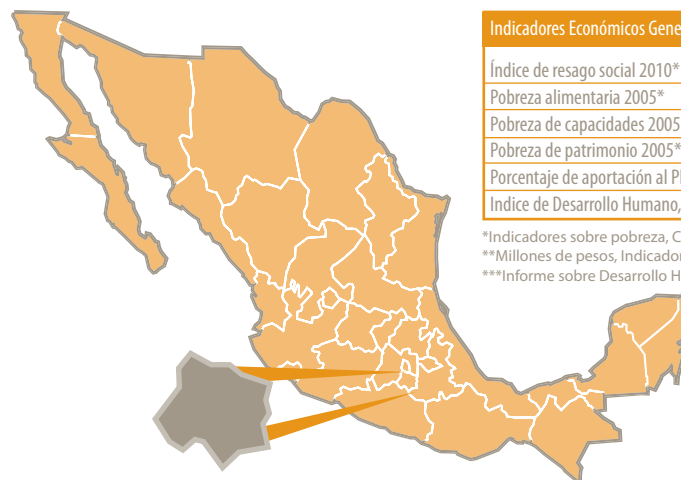 Indicadores Económicos Gene
Índice de resago social 2010*
Pobreza alimentaria 2005*
Pobreza de capacidades 2005
Pobreza de patrimonio 2005*
Porcentaje de aportación al P
Indice de Desarrollo Humano,
*Indicadores sobre pobreza, C
**Millones de pesos, Indicador
***Informe sobre Desarrollo H